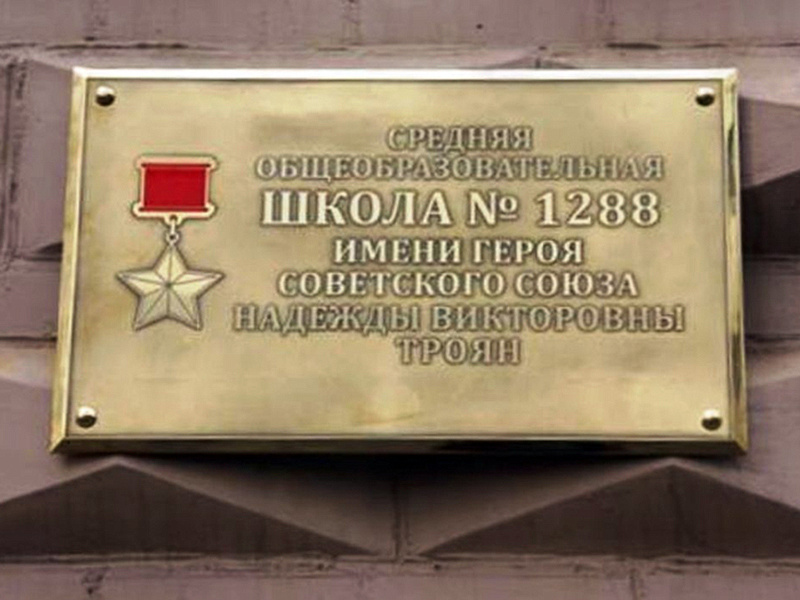 СРЕДНЯЯ
ОБЩЕОБРАЗОВАТЕЛЬНАЯ
ШКОЛА № 1288
ИМЕНИ ГЕРОЯ
СОВЕТСКОГО СОЮЗА
НАДЕЖДЫ ВИКТОРОВНЫ
ТРОЯН